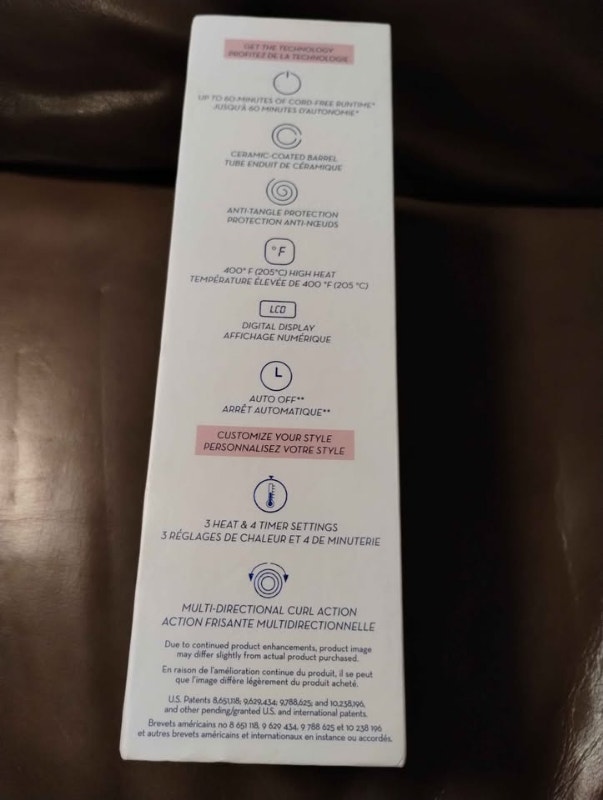 GET THE TECHNOLOGY
PROFITEZ DE LA TECHNOLOGIE
UP TO 60 MINUTES OF CORD-FREE RUNTIME*
JUSQU'À 60 MINUTES D'AUTONOMIE*
CERAMIC-COATED BARREL
TUBE ENDUIT DE CÉRAMIQUE
ANTI-TANGLE PROTECTION
PROTECTION ANTI-NŒUDS
°F
400° F (205°C) HIGH HEAT
TEMPÉRATURE ÉLEVÉE DE 400 °F (205 °C)
LCD
DIGITAL DISPLAY
AFFICHAGE NUMÉRIQUE
AUTO OFF**
ARRÊT AUTOMATIQUE**
CUSTOMIZE YOUR STYLE
PERSONNALISEZ VOTRE STYLE
3 HEAT & 4 TIMER SETTINGS
3 RÉGLAGES DE CHALEUR ET 4 DE MINUTERIE
MULTI-DIRECTIONAL CURL ACTION
ACTION FRISANTE MULTIDIRECTIONNELLE
Due to continued product enhancements, product image
may differ slightly from actual product purchased.
En raison de l'amélioration continue du produit, il se peut
que l'image diffère légèrement du produit acheté.
U.S. Patents 8,651,118; 9,629,434; 9,788,625; and 10,238,196,
and other pending/granted U.S. and international patents.
Brevets américains no 8 651 118, 9 629 434, 9 788 625 et 10 238 196
et autres brevets américains et internationaux en instance ou accordés.